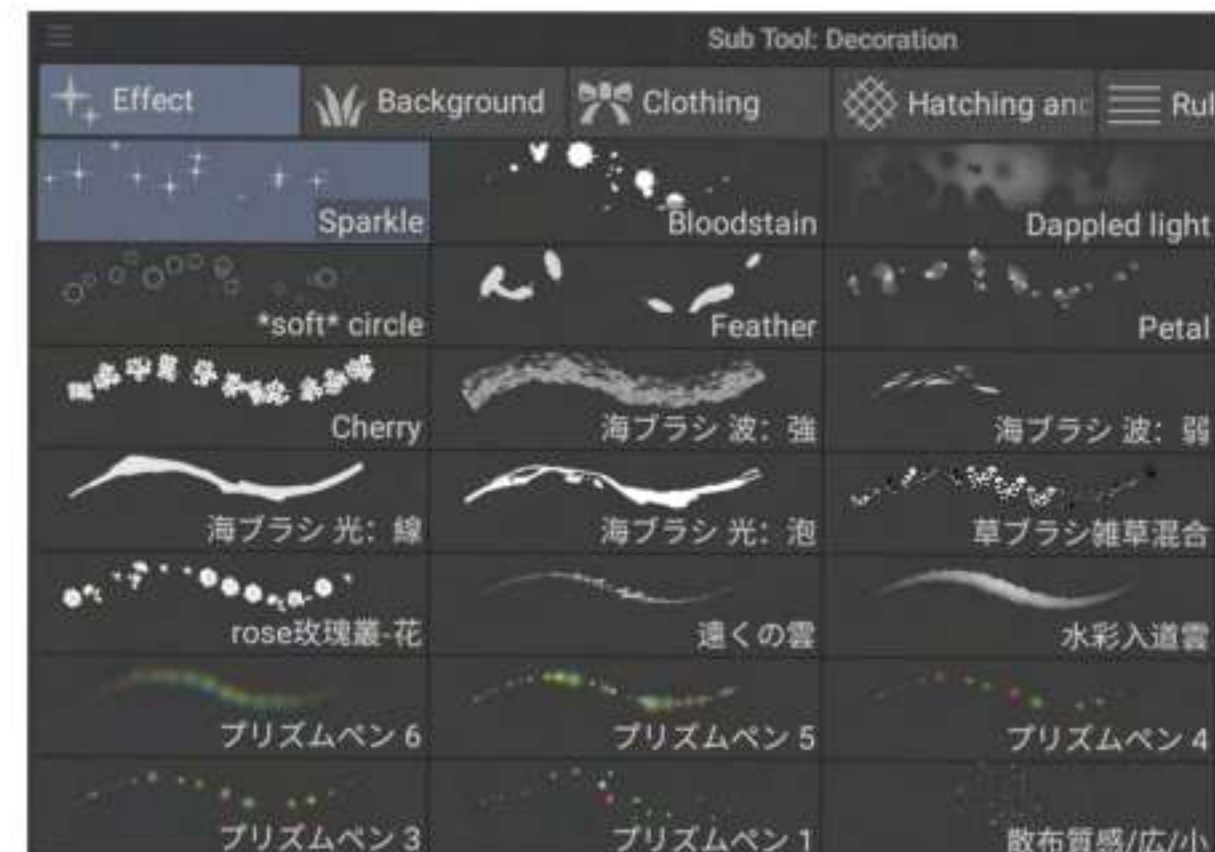 Sub Tool: Decoration
Effect Background Clothing Hatching and Rul
Sparkle Bloodstain Dappled light
*soft* circle Feather Petal
Cherry 海ブラシ 波：強 海ブラシ 波：弱
海ブラシ 光：線 海ブラシ 光：泡 草ブラシ雑草混合
rose玫瑰叢-花 遠くの雲 水彩入道雲
プリズムペン 6 プリズムペン 5 プリズムペン 4
プリズムペン 3 プリズムペン 1 散布質感/広/小